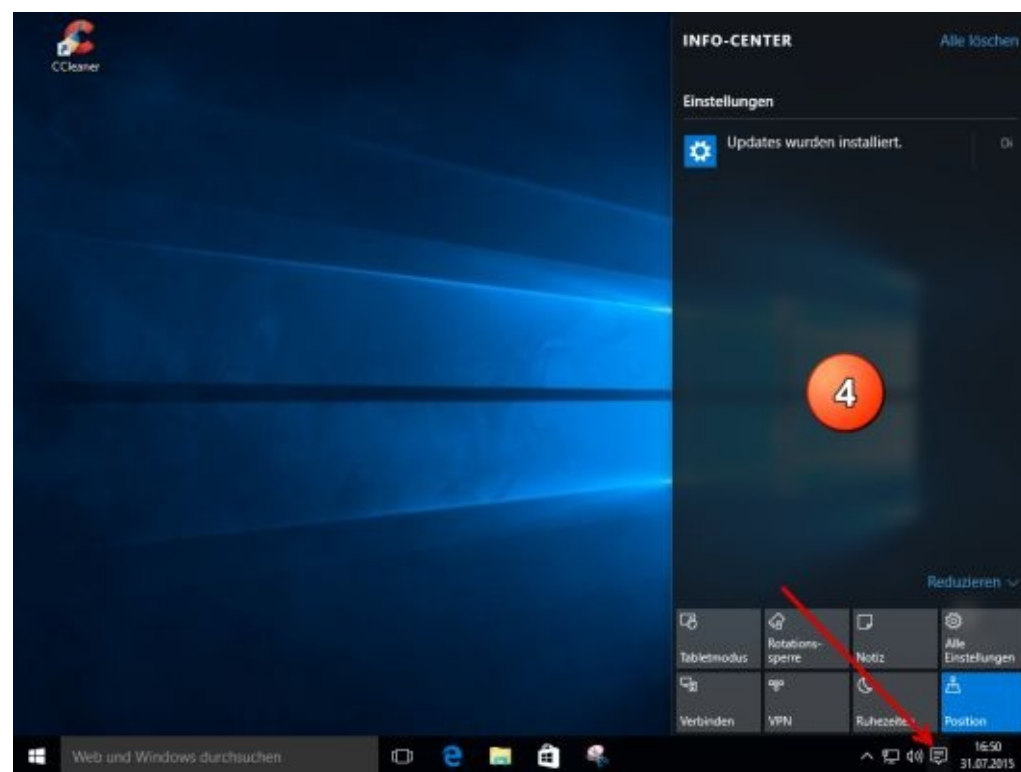 CCleaner
INFO-CENTER
Alle löschen
Einstellungen
Updates wurden installiert.
Di
4
Reduzieren
Tabletmodus
Rotations-
sperre
Notiz
Alle
Einstellungen
Verbinden
VPN
Ruhezeiten
Position
Web und Windows durchsuchen
16:50
31.07.2015